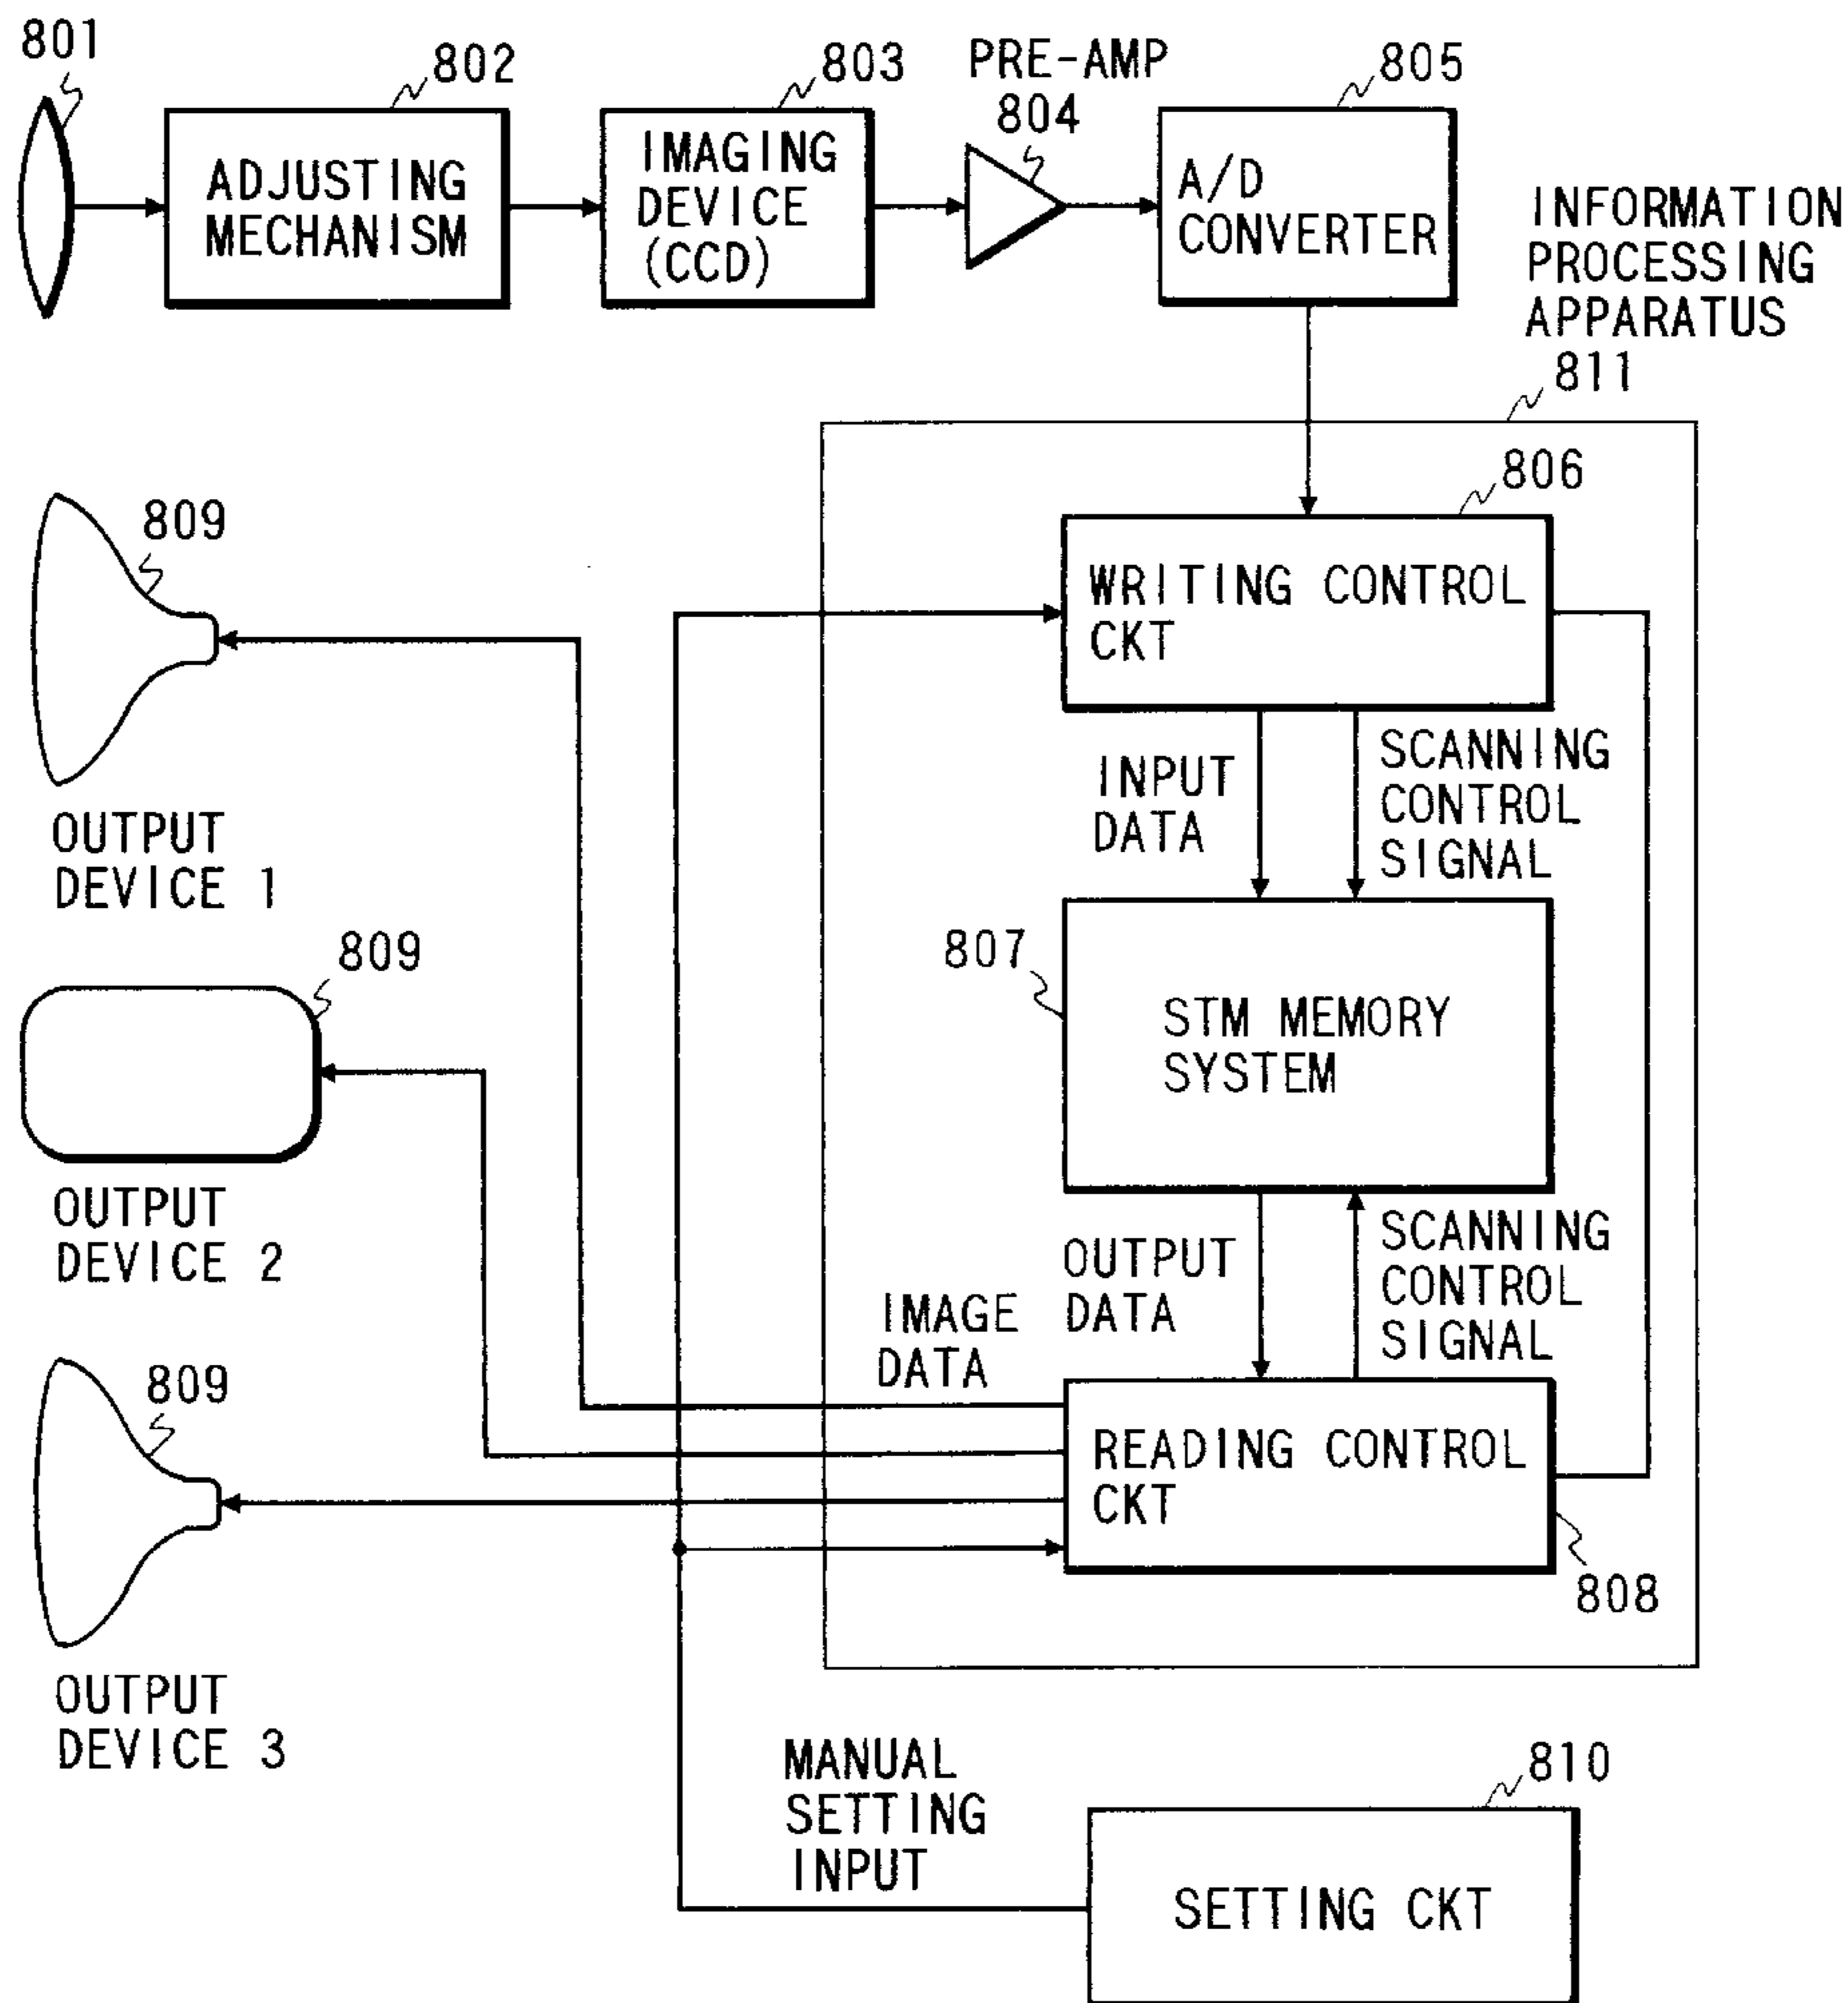 801
802
803
PRE-AMP
804
805
ADJUSTING
MECHANISM
IMAGING
DEVICE
(CCD)
A/D
CONVERTER
INFORMATION
PROCESSING
APPARATUS
811
806
WRITING CONTROL
CKT
809
OUTPUT
DEVICE 1
INPUT
DATA
SCANNING
CONTROL
SIGNAL
809
OUTPUT
DEVICE 2
807
STM MEMORY
SYSTEM
OUTPUT
DATA
SCANNING
CONTROL
SIGNAL
IMAGE
DATA
809
OUTPUT
DEVICE 3
READING CONTROL
CKT
808
MANUAL
SETTING
INPUT
810
SETTING CKT